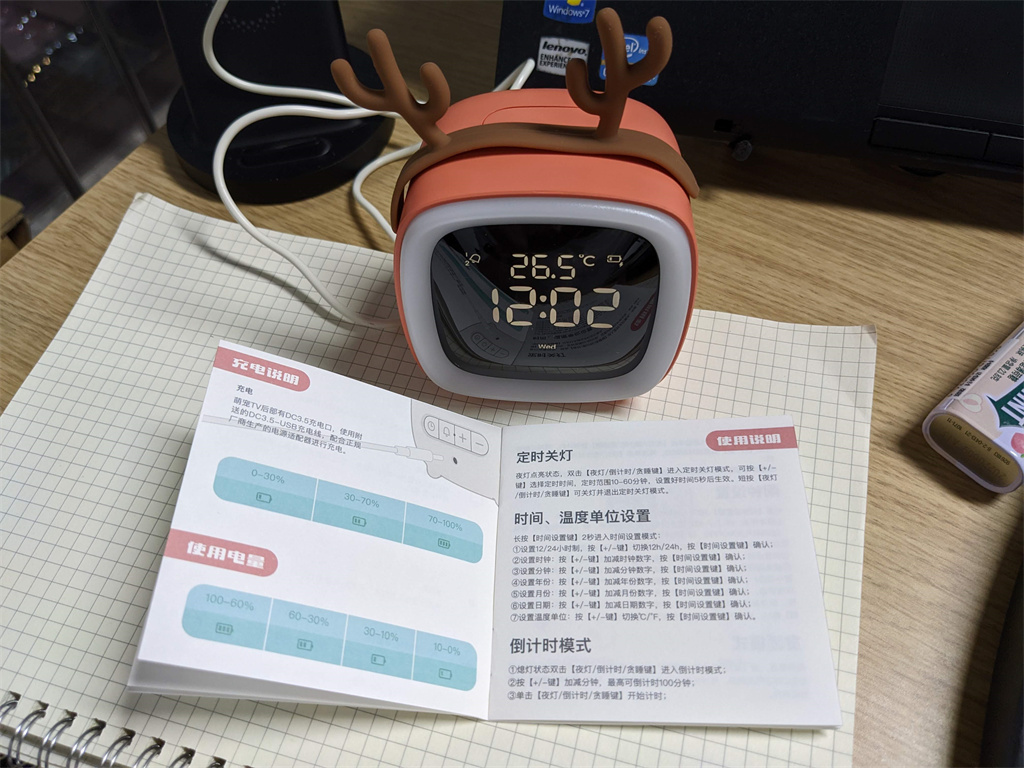 Windows 7
lenovo
ENHANCED
EXPERIENCE
26.5℃
12:02
Wed
充电说明
充电
萌宠TV后部有DC3.5充电口，使用附
送的DC3.5-USB充电线，配合正规
厂商生产的电源适配器进行充电。
0-30%
30-70%
70-100%
使用电量
100-60%
60-30%
30-10%
10-0%
使用说明
定时关灯
夜灯点亮状态，双击【夜灯/倒计时/贪睡键】进入定时关灯模式，可按【+/-
键】选择定时时间，定时范围10-60分钟，设置好时间5秒后生效。短按【夜灯
/倒计时/贪睡键】可关灯并退出定时关灯模式。
时间、温度单位设置
长按【时间设置键】2秒进入时间设置模式：
①设置12/24小时制，按【+/-键】切换12h/24h，按【时间设置键】确认；
②设置时钟：按【+/-键】加减时钟数字，按【时间设置键】确认；
③设置分钟：按【+/-键】加减分钟数字，按【时间设置键】确认；
④设置年份：按【+/-键】加减年份数字，按【时间设置键】确认；
⑤设置月份：按【+/-键】加减月份数字，按【时间设置键】确认；
⑥设置日期：按【+/-键】加减日期数字，按【时间设置键】确认；
⑦设置温度单位：按【+/-键】切换℃/℉，按【时间设置键】确认。
倒计时模式
①熄灯状态双击【夜灯/倒计时/贪睡键】进入倒计时模式；
②按【+/-键】加减分钟，最高可倒计时100分钟；
③单击【夜灯/倒计时/贪睡键】开始计时；